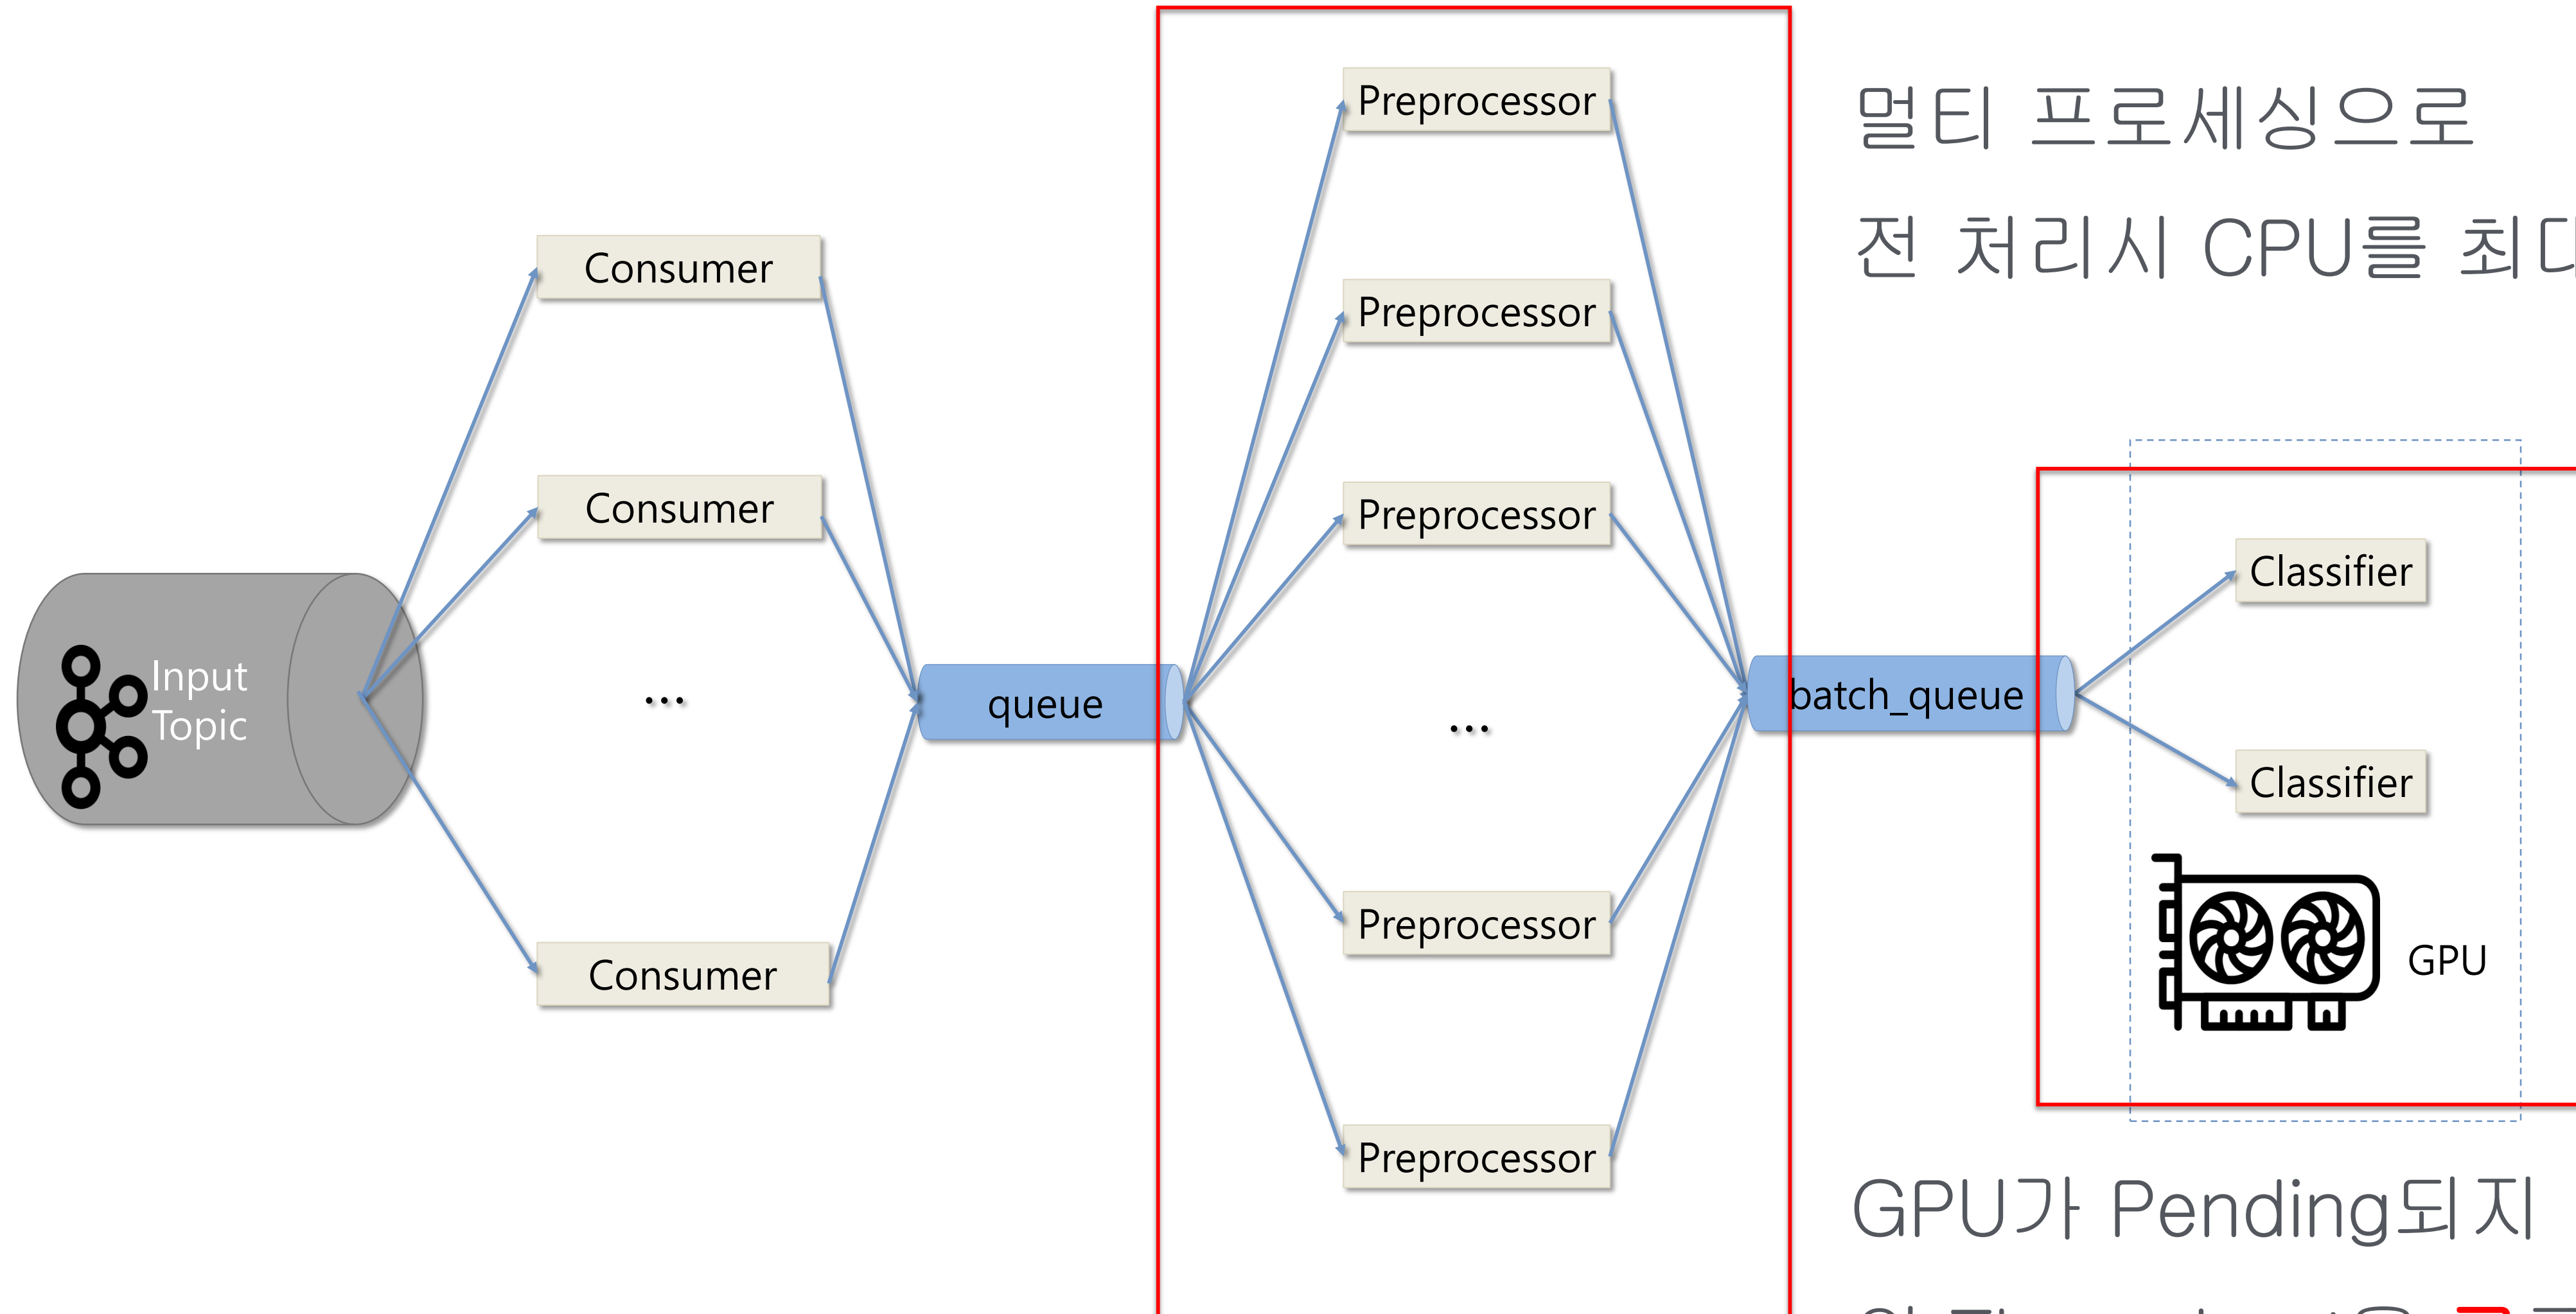 Input
Topic
Consumer
Consumer
...
Consumer
queue
Preprocessor
Preprocessor
Preprocessor
...
Preprocessor
Preprocessor
batch_queue
Classifier
Classifier
GPU
멀티 프로세싱으로
전 처리시 CPU를
GPU가 Pending되지